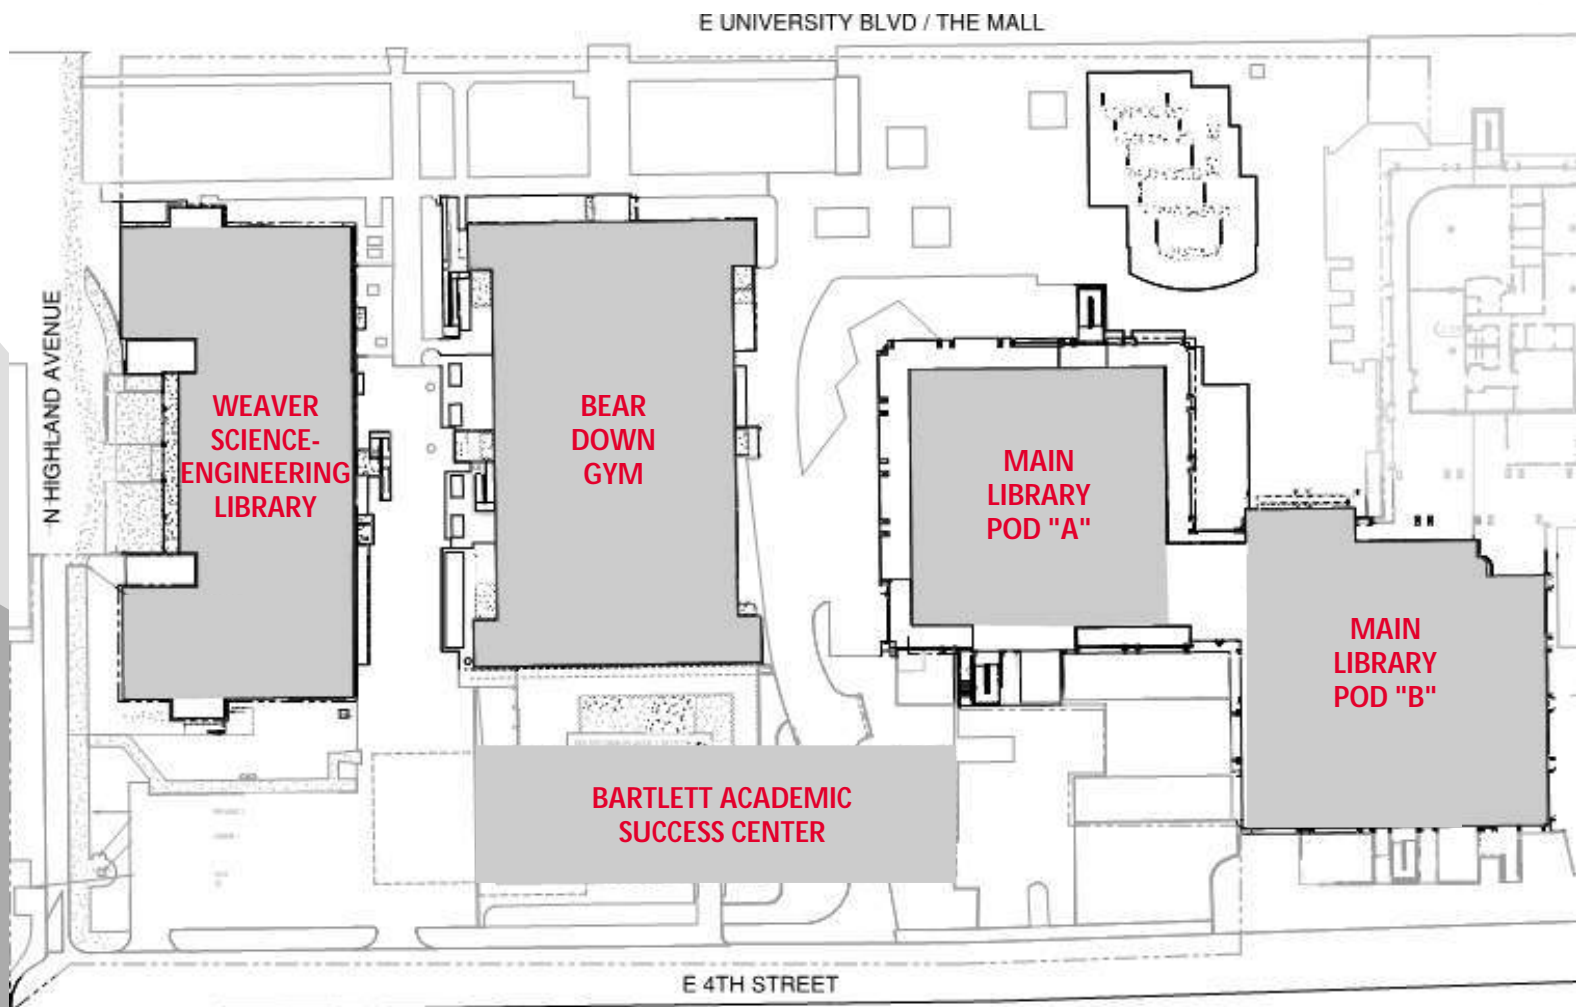 E UNIVERSITY BLVD / THE MALL
N HIGHLAND AVENUE
WEAVER
SCIENCE-
ENGINEERING
LIBRARY
BEAR
DOWN
GYM
MAIN
LIBRARY
POD "A"
MAIN
LIBRARY
POD "B"
BARTLETT ACADEMIC
SUCCESS CENTER
E 4TH STREET